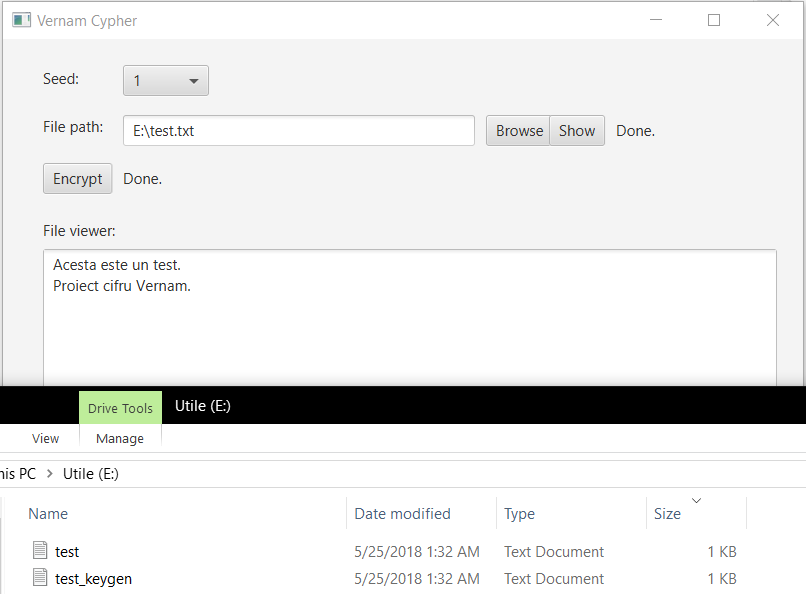 Vernam Cypher
Seed: 1
File path: E:\test.txt Browse Show Done.
Encrypt Done.
File viewer:
Acesta este un test.
Proiect cifru Vernam.
Drive Tools Utile (E:)
View Manage
his PC > Utile (E:)
Name Date modified Type Size
test 5/25/2018 1:32 AM Text Document 1 KB
test_keygen 5/25/2018 1:32 AM Text Document 1 KB